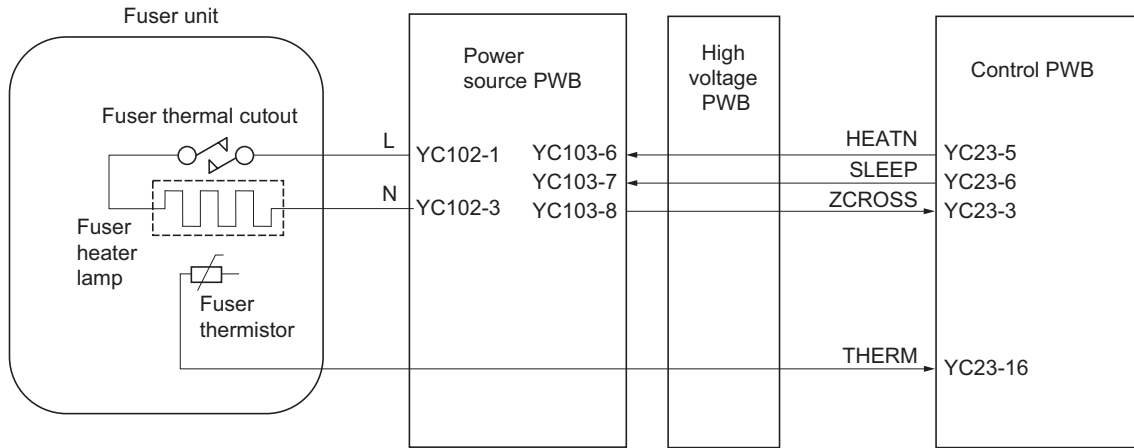 Fuser unit
Power
source PWB
High
voltage
PWB
Control PWB
Fuser thermal cutout
L
YC102-1
YC103-6
HEATN
YC23-5
YC103-7
SLEEP
YC23-6
N
YC102-3
YC103-8
ZCROSS
YC23-3
Fuser
heater
lamp
Fuser
thermistor
THERM
YC23-16